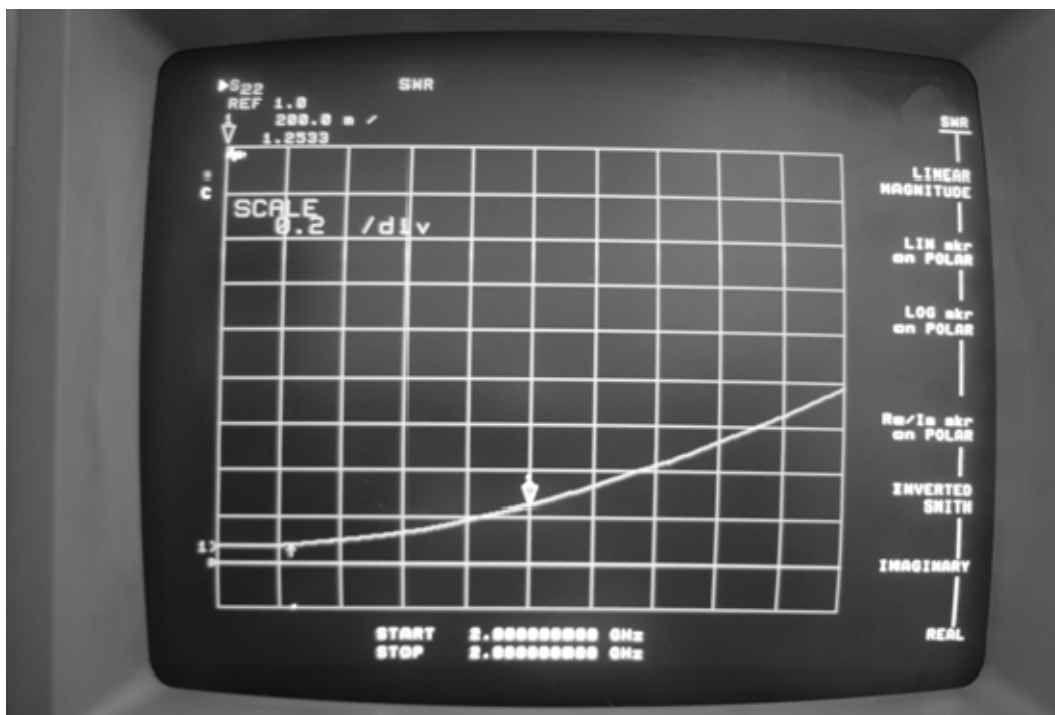 S22
SWR
REF 1.0
1
200.0 m /
1.2533
C
SCALE
0.2 /div
1>
START 2.000000000 GHz
STOP 2.000000000 GHz
SWR
LINEAR
MAGNITUDE
LIN mkr
on POLAR
LOG mkr
on POLAR
Re/Im mkr
on POLAR
INVERTED
SMITH
IMAGINARY
REAL